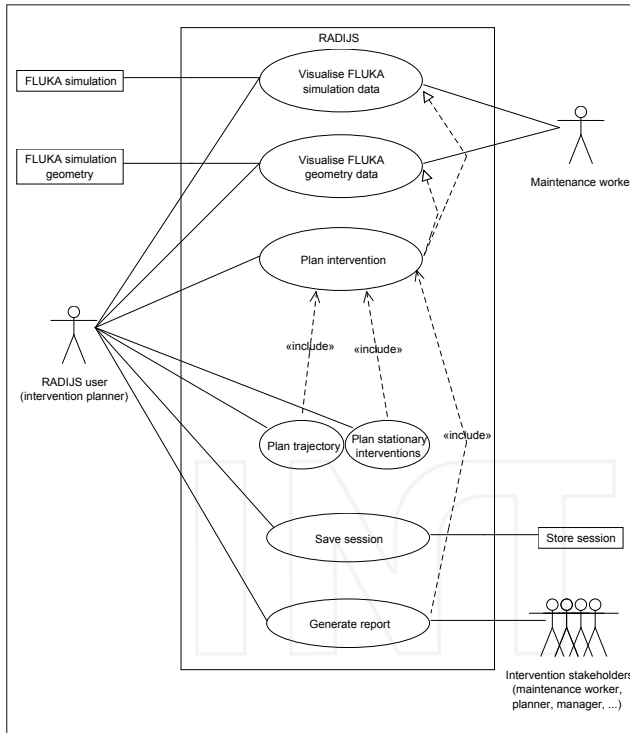 RADIJS
FLUKA simulation
Visualise FLUKA
simulation data
FLUKA simulation
geometry
Visualise FLUKA
geometry data
Maintenance worker
Plan intervention
«include»
«include»
RADIJS user
(intervention planner)
«include»
Plan trajectory
Plan stationary
interventions
Save session
Store session
Generate report
Intervention stakeholders
(maintenance worker,
planner, manager, ...)